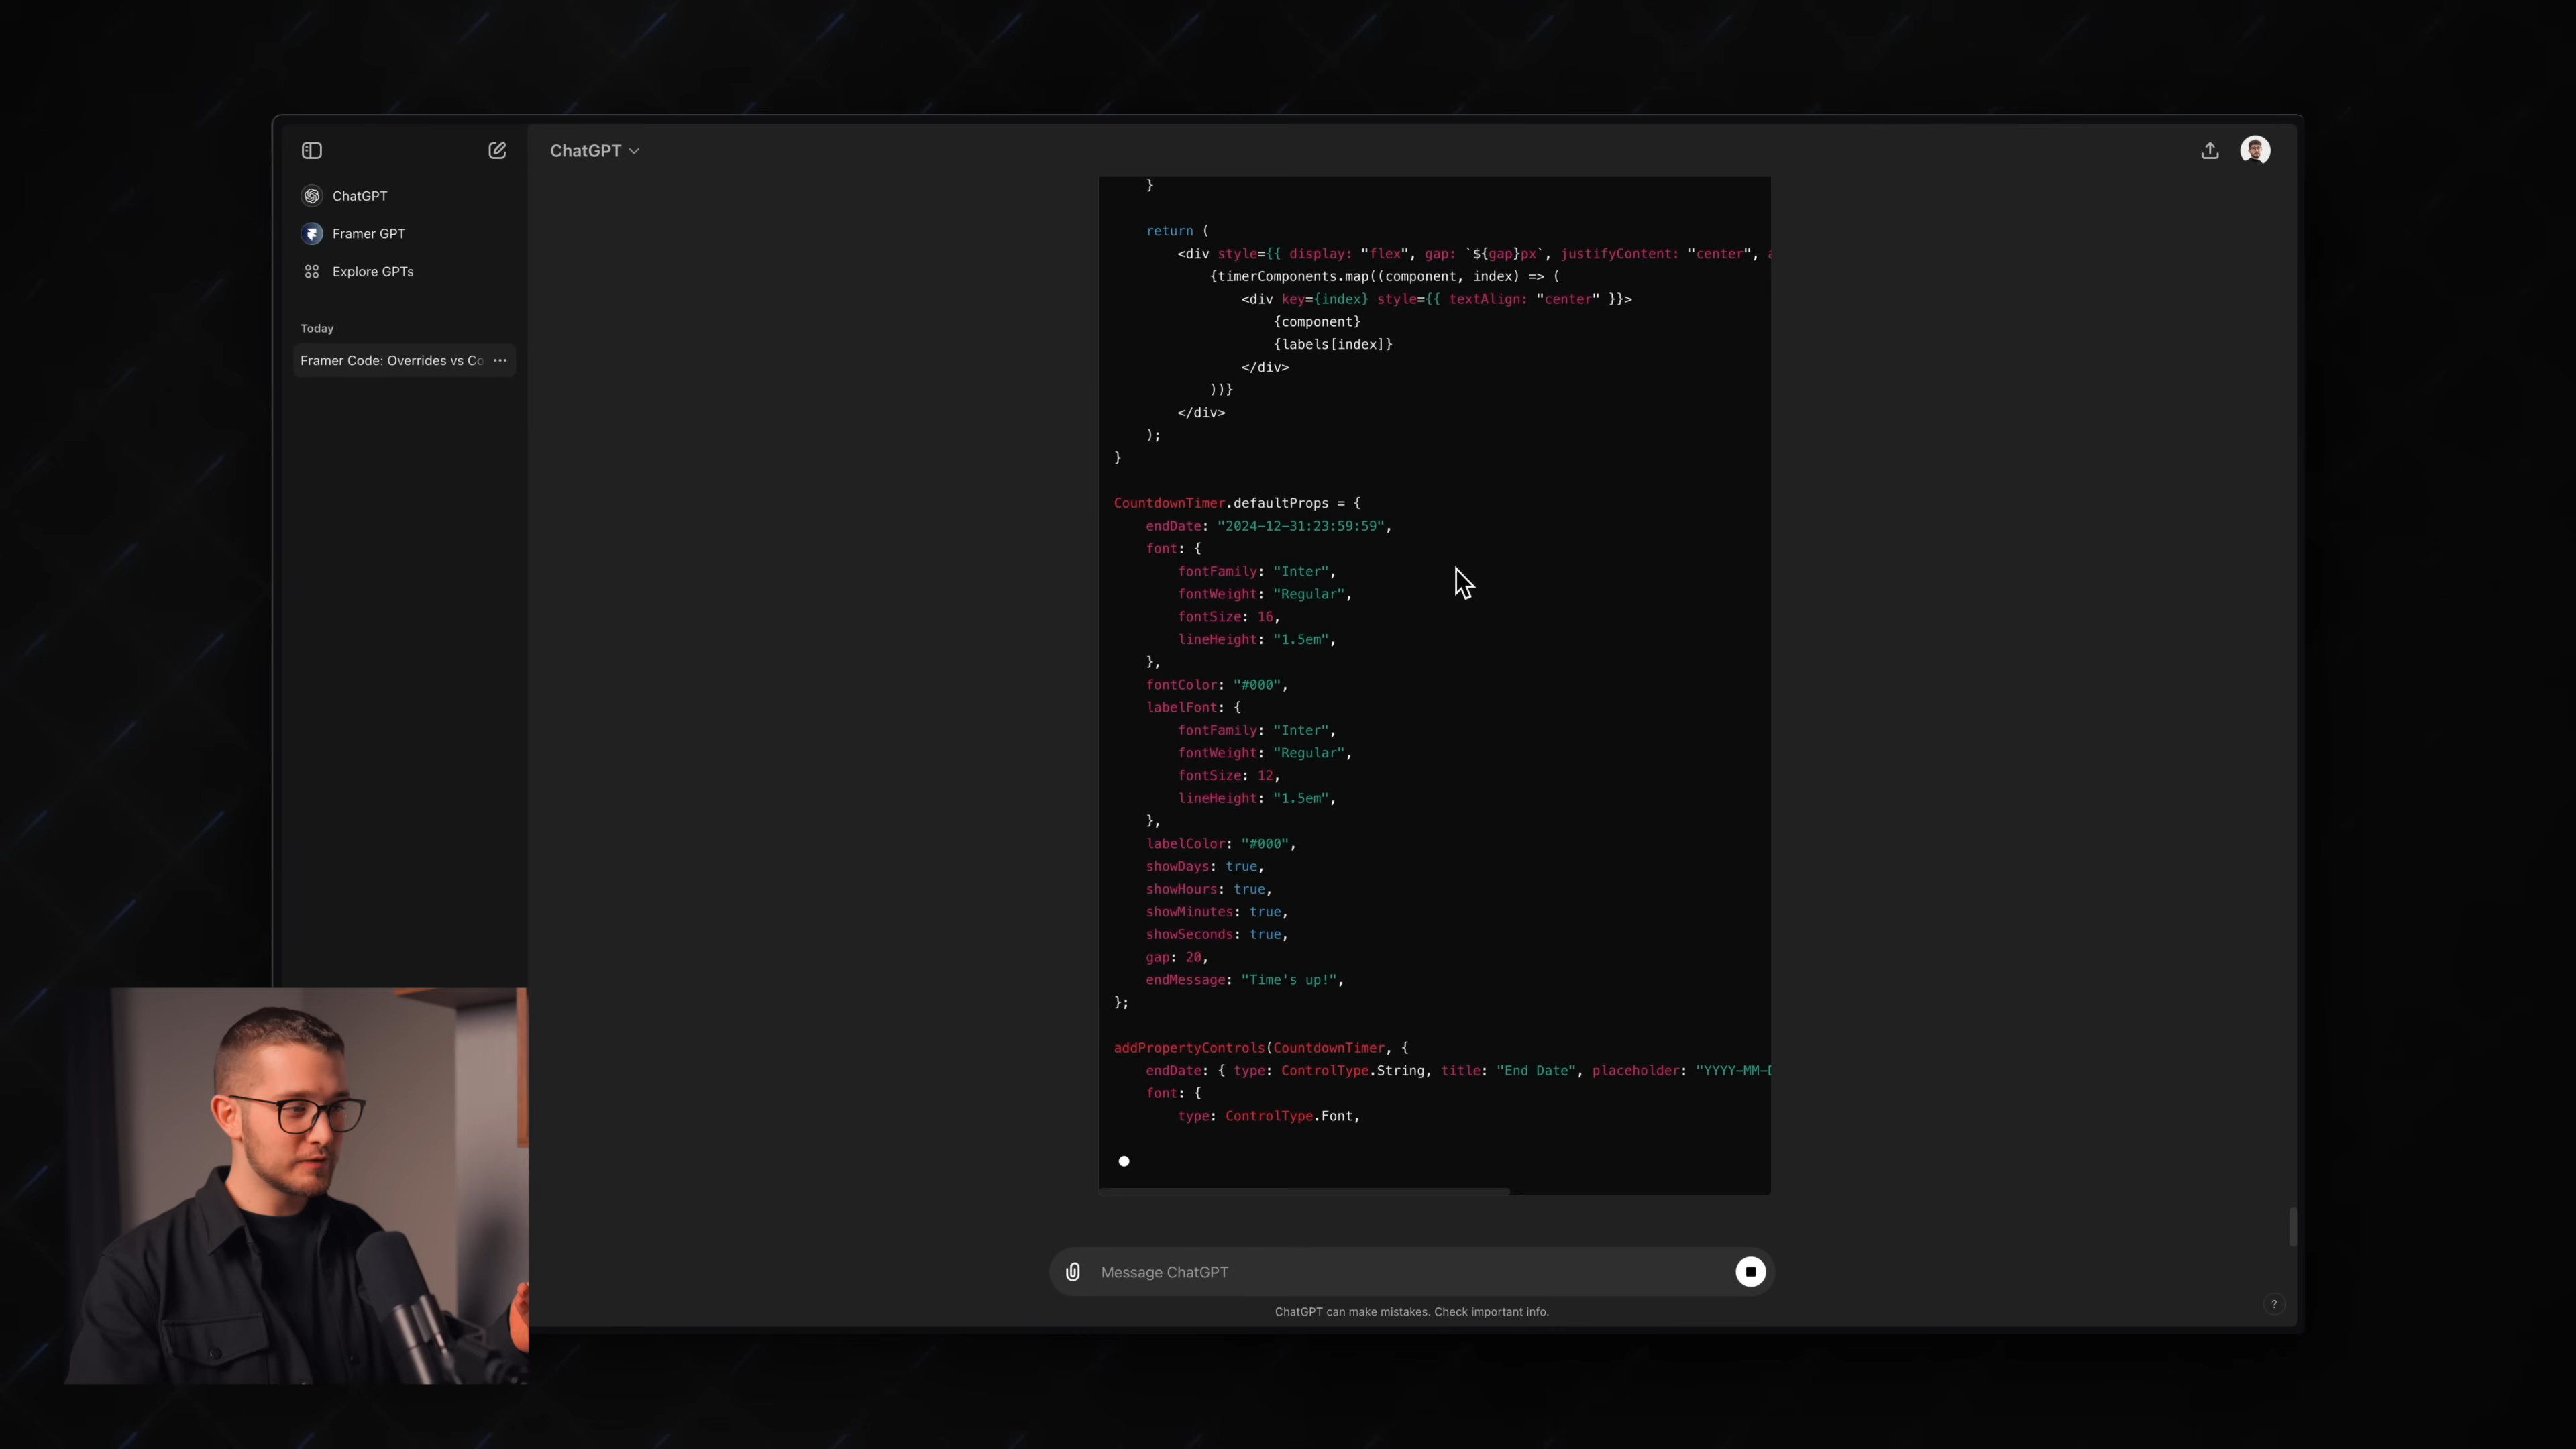 ChatGPT
Framer GPT
Explore GPTs
Today
Framer Code: Overrides vs Co
ChatGPT
}
return (
<div style={{ display: "flex", gap: `${gap}px`, justifyContent: "center", a
{timerComponents.map((component, index) => (
<div key={index} style={{ textAlign: "center" }}>
{component}
{labels[index]}
</div>
))}
</div>
);
}
CountdownTimer.defaultProps = {
endDate: "2024-12-31:23:59:59",
font: {
fontFamily: "Inter",
fontWeight: "Regular",
fontSize: 16,
lineHeight: "1.5em",
},
fontColor: "#000",
labelFont: {
fontFamily: "Inter",
fontWeight: "Regular",
fontSize: 12,
lineHeight: "1.5em",
},
labelColor: "#000",
showDays: true,
showHours: true,
showMinutes: true,
showSeconds: true,
gap: 20,
endMessage: "Time's up!",
};
addPropertyControls(CountdownTimer, {
endDate: { type: ControlType.String, title: "End Date", placeholder: "YYYY-MM-D
font: {
type: ControlType.Font,
Message ChatGPT
ChatGPT can make mistakes. Check important info.
?